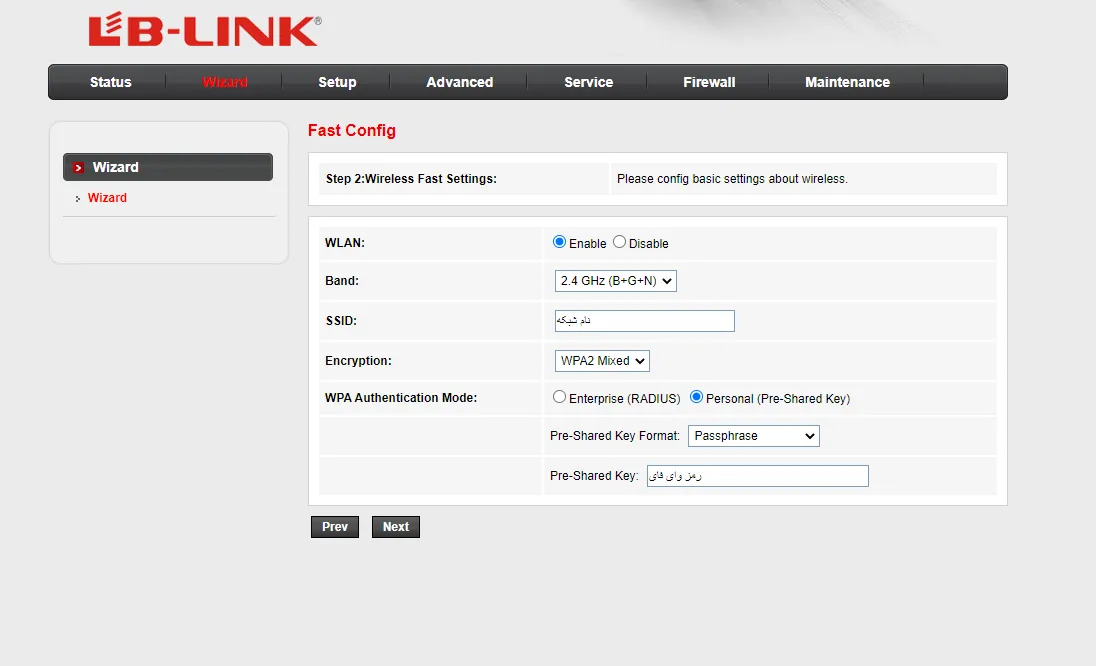 LB-LINK®
Status Wizard Setup Advanced Service Firewall Maintenance
Wizard
Wizard
Fast Config
Step 2:Wireless Fast Settings: Please config basic settings about wireless.
WLAN: Enable Disable
Band: 2.4 GHz (B+G+N)
SSID: نام شبکه
Encryption: WPA2 Mixed
WPA Authentication Mode: Enterprise (RADIUS) Personal (Pre-Shared Key)
Pre-Shared Key Format: Passphrase
Pre-Shared Key: رمز وای فای
Prev Next